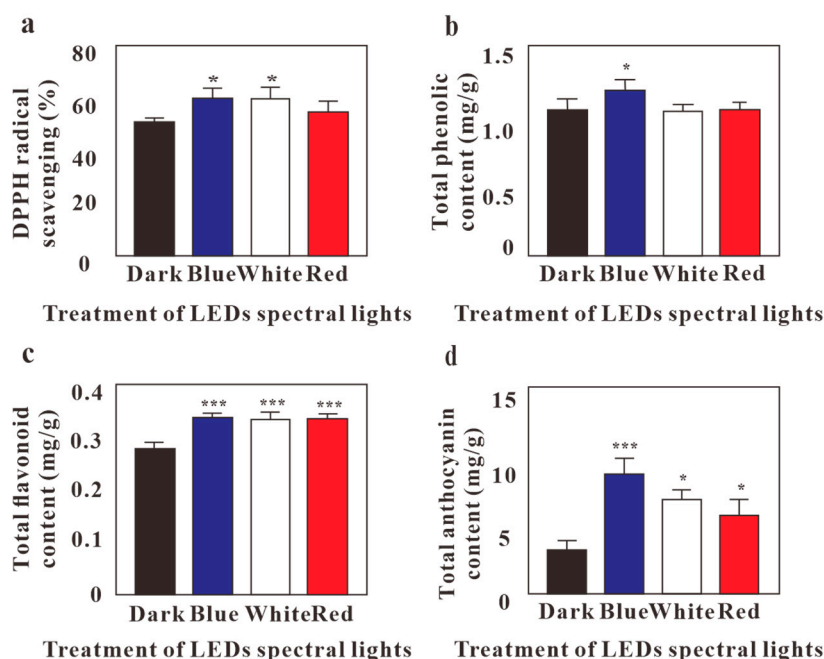 a
DPPH radical
scavenging (%)
80
60
40
20
0
*
*
Dark Blue White Red
Treatment of LEDs spectral lights
b
Total phenolic
content (mg/g)
1.5
1.0
0.5
0
*
Dark Blue White Red
Treatment of LEDs spectral lights
c
Total flavonoid
content (mg/g)
0.4
0.3
0.2
0.1
0
***
***
***
Dark Blue White Red
Treatment of LEDs spectral lights
d
Total anthocyanin
content (mg/g)
15
10
5
0
***
*
*
Dark Blue White Red
Treatment of LEDs spectral lights